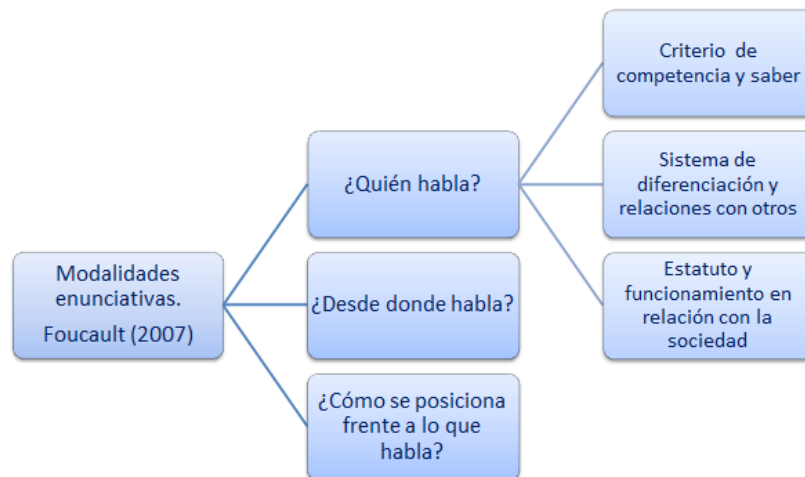 Modalidades
enunciativas.
Foucault (2007)
¿Quién habla?
Criterio de
competencia y saber
Sistema de
diferenciación y
relaciones con otros
Estatuto y
funcionamiento en
relación con la
sociedad
¿Desde donde habla?
¿Cómo se posiciona
frente a lo que
habla?